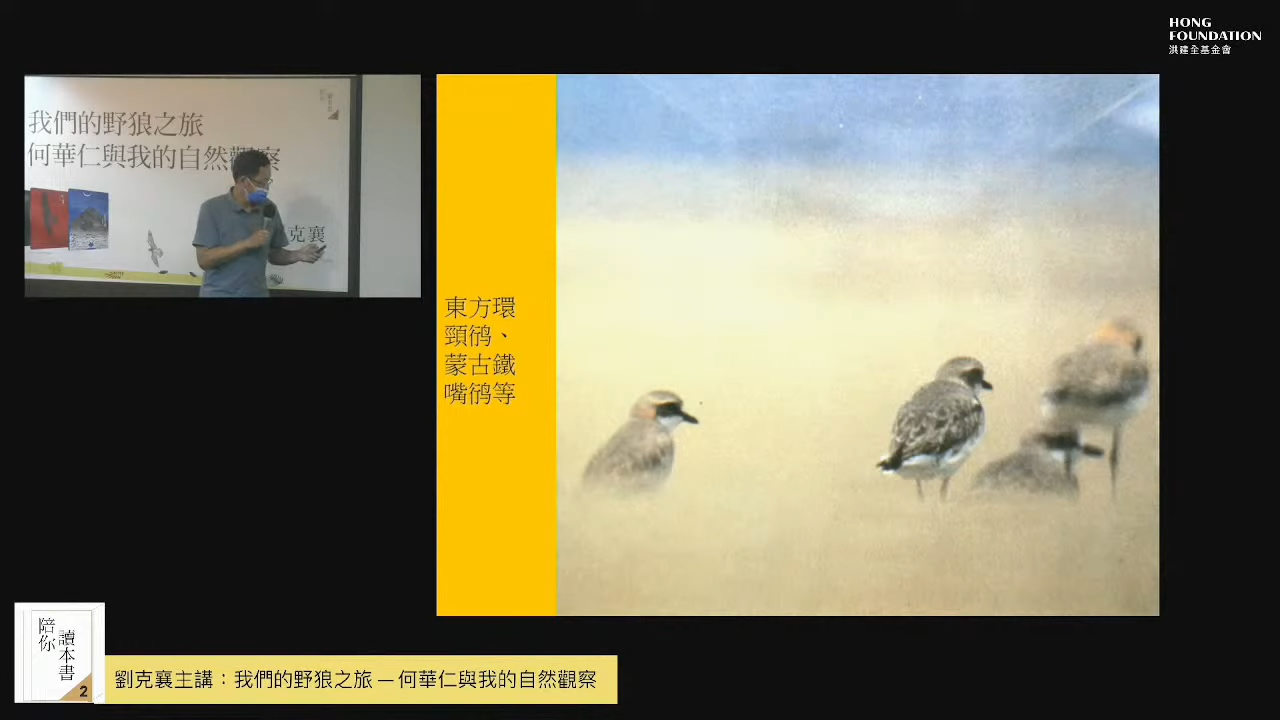 HONG
FOUNDATION
洪建全基金會
我們的野狼之旅
何華仁與我的自然觀察
克襄
東方環
頸鴴、
蒙古鐵
嘴鴴等
陪你
讀本書
2
劉克襄主講：我們的野狼之旅 — 何華仁與我的自然觀察